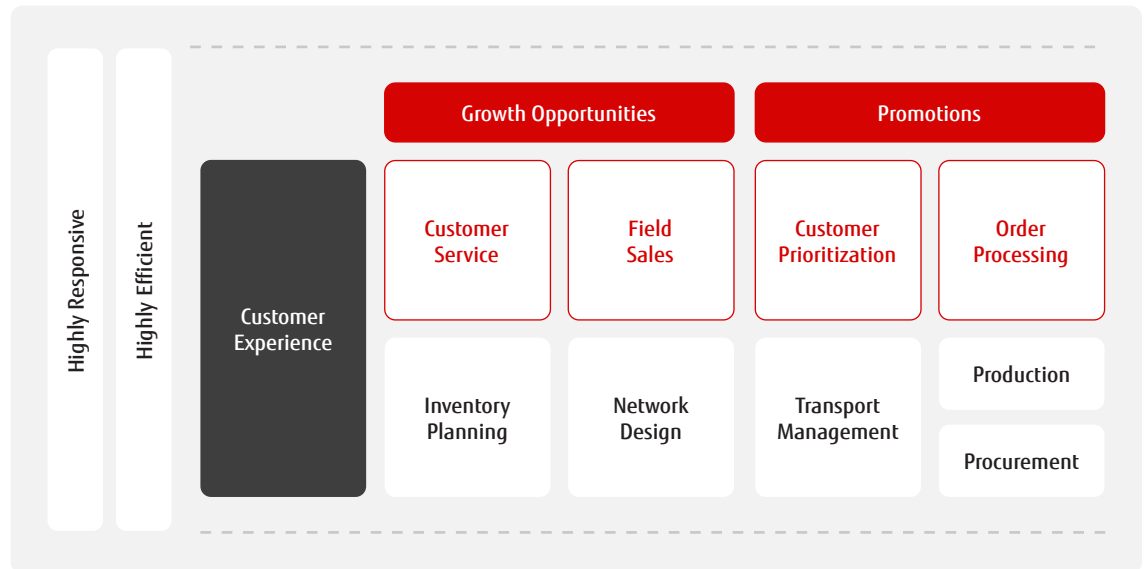 Highly Responsive
Highly Efficient
Growth Opportunities
Promotions
Customer
Experience
Customer
Service
Field
Sales
Customer
Prioritization
Order
Processing
Inventory
Planning
Network
Design
Transport
Management
Production
Procurement